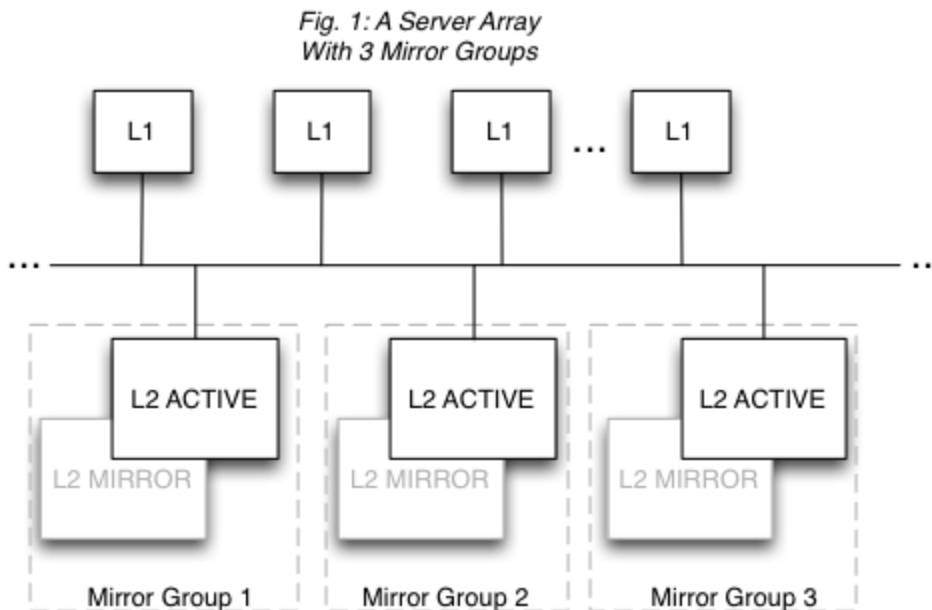 Fig. 1: A Server Array
With 3 Mirror Groups
L1 L1 L1 ... L1
... ..
L2 ACTIVE L2 ACTIVE L2 ACTIVE
L2 MIRROR L2 MIRROR L2 MIRROR
Mirror Group 1 Mirror Group 2 Mirror Group 3